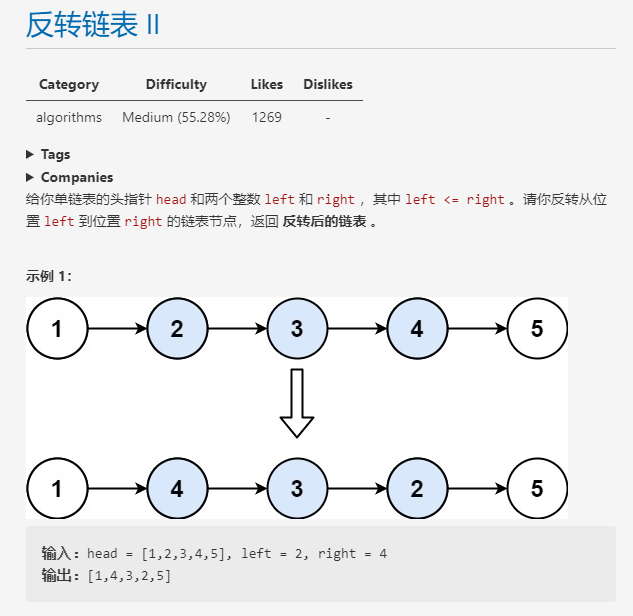 反转链表 II
Category Difficulty Likes Dislikes
algorithms Medium (55.28%) 1269 -
▶ Tags
▶ Companies
给你单链表的头指针 head 和两个整数 left 和 right ，其中 left <= right 。请你反转从位
置 left 到位置 right 的链表节点，返回 反转后的链表 。
示例 1：
1 2 3 4 5
1 4 3 2 5
输入：head = [1,2,3,4,5], left = 2, right = 4
输出：[1,4,3,2,5]